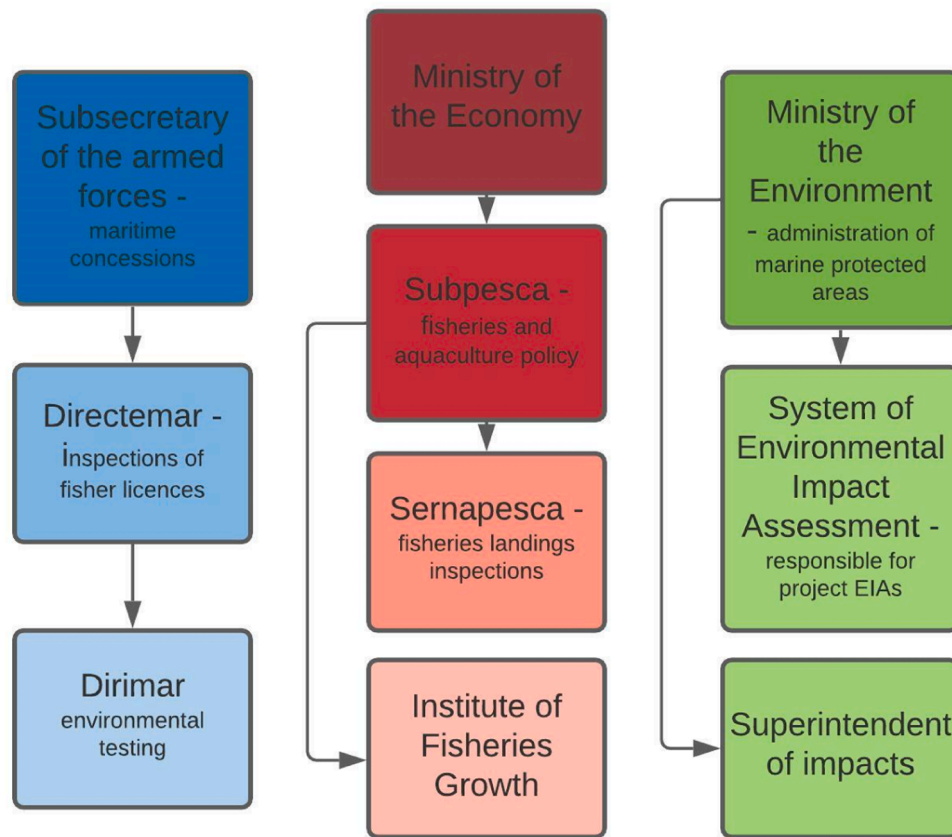 Subsecretary
of the armed
forces -
maritime
concessions
Directemar -
inspections of
fisher licences
Dirimar
environmental
testing
Ministry of
the Economy
Subpesca -
fisheries and
aquaculture policy
Sernapesca -
fisheries landings
inspections
Institute of
Fisheries
Growth
Ministry of
the
Environment
- administration of
marine protected
areas
System of
Environmental
Impact
Assessment -
responsible for
project EIAs
Superintendent
of impacts